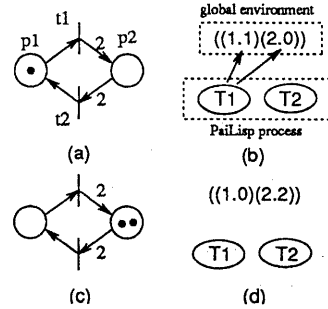 t1
p1
2
p2
2
t2
(a)
global environment
((1.1)(2.0))
T1 T2
PaiLisp process
(b)
2
2
(c)
((1.0)(2.2))
T1 T2
(d)